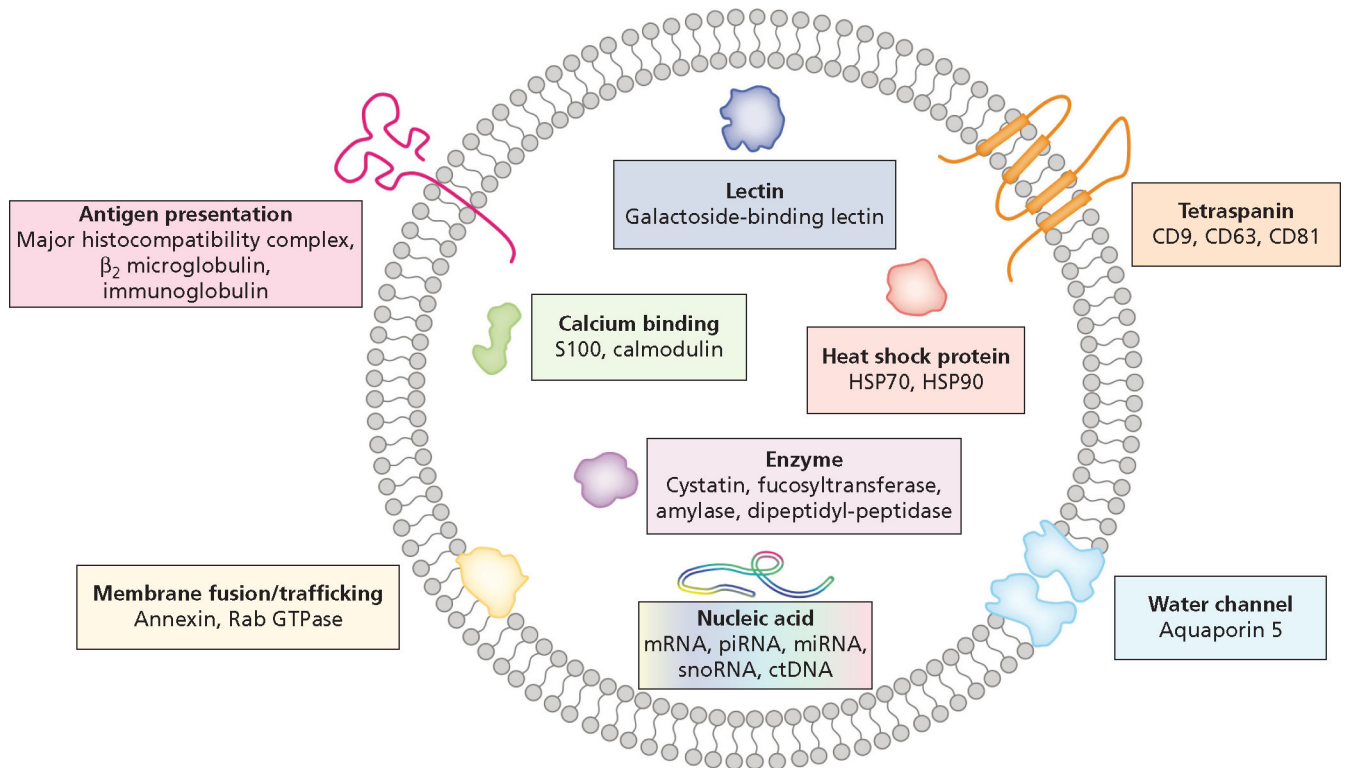 Lectin
Galactoside-binding lectin
Tetraspanin
CD9, CD63, CD81
Antigen presentation
Major histocompatibility complex,
β₂ microglobulin,
immunoglobulin
Calcium binding
S100, calmodulin
Heat shock protein
HSP70, HSP90
Enzyme
Cystatin, fucosyltransferase,
amylase, dipeptidyl-peptidase
Membrane fusion/trafficking
Annexin, Rab GTPase
Nucleic acid
mRNA, piRNA, miRNA,
snoRNA, ctDNA
Water channel
Aquaporin 5